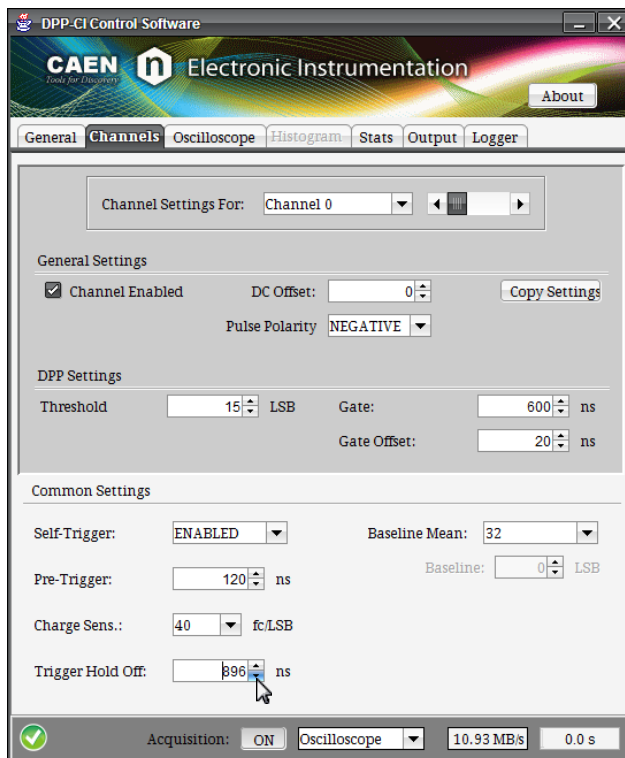 DPP-CI Control Software
CAEN
Tools for Discovery
n Electronic Instrumentation
About
General Channels Oscilloscope Histogram Stats Output Logger
Channel Settings For: Channel 0
General Settings
Channel Enabled DC Offset: 0 Copy Settings
Pulse Polarity NEGATIVE
DPP Settings
Threshold 15 LSB Gate: 600 ns
Gate Offset: 20 ns
Common Settings
Self-Trigger: ENABLED Baseline Mean: 32
Baseline: 0 LSB
Pre-Trigger: 120 ns
Charge Sens.: 40 fc/LSB
Trigger Hold Off: 896 ns
Acquisition: ON Oscilloscope 10.93 MB/s 0.0 s